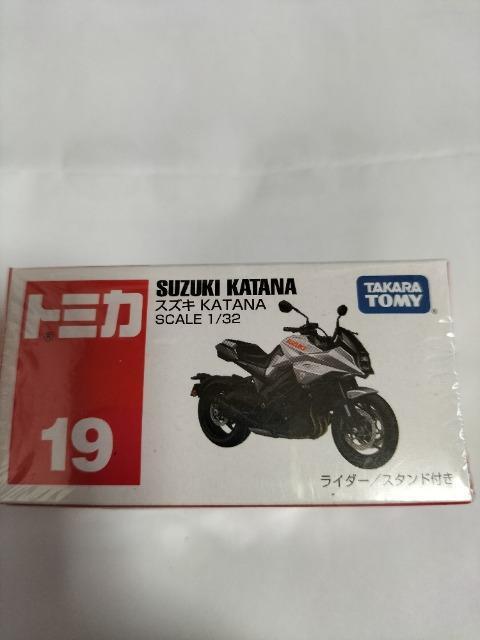 トミカ
19
SUZUKI KATANA
スズキ KATANA
SCALE 1/32
TAKARA
TOMY
SUZUKI
ライダー/スタンド付き